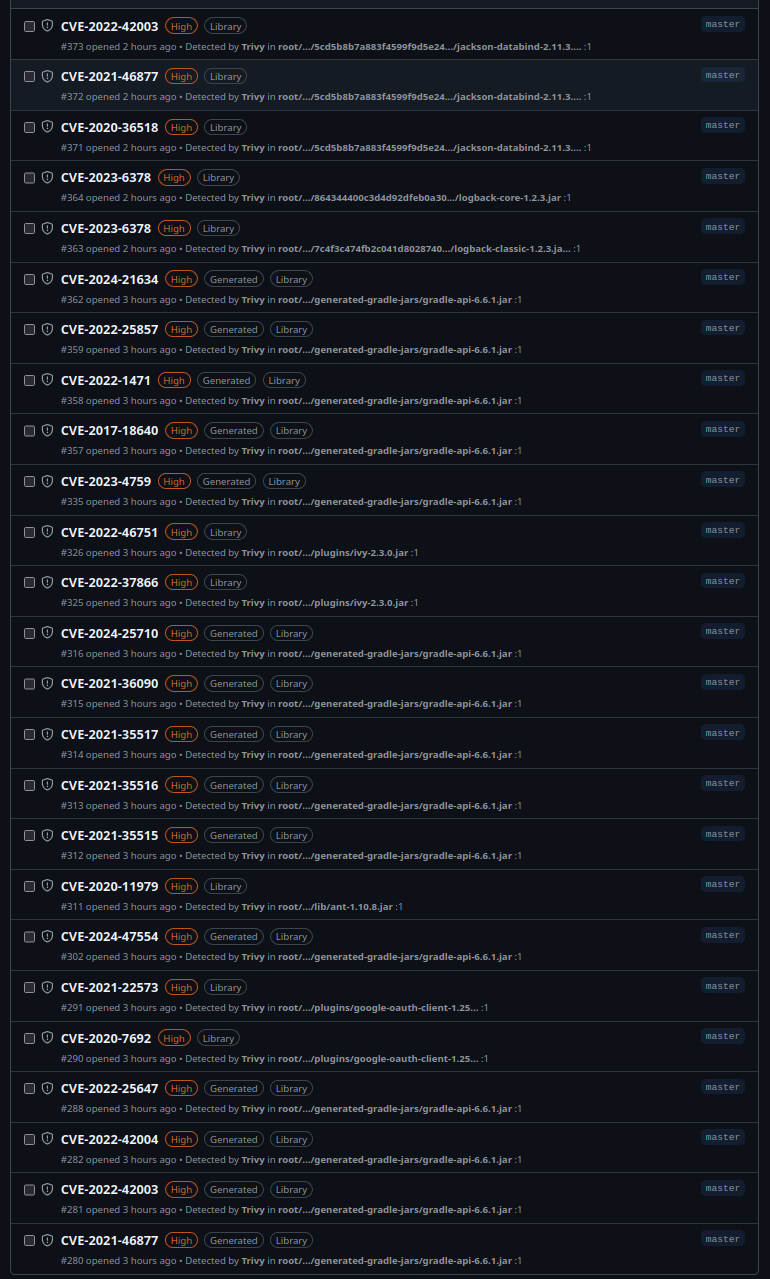 CVE-2022-42003 High Library master
#373 opened 2 hours ago • Detected by Trivy in root/.../5cd5b8b7a883f4599f9d5e24.../jackson-databind-2.11.3.... :1
CVE-2021-46877 High Library master
#372 opened 2 hours ago • Detected by Trivy in root/.../5cd5b8b7a883f4599f9d5e24.../jackson-databind-2.11.3.... :1
CVE-2020-36518 High Library master
#371 opened 2 hours ago • Detected by Trivy in root/.../5cd5b8b7a883f4599f9d5e24.../jackson-databind-2.11.3.... :1
CVE-2023-6378 High Library master
#364 opened 2 hours ago • Detected by Trivy in root/.../864344400c3d4d92dfeb0a30.../logback-core-1.2.3.jar :1
CVE-2023-6378 High Library master
#363 opened 2 hours ago • Detected by Trivy in root/.../7c4f3c474fb2c041d8028740.../logback-classic-1.2.3.ja... :1
CVE-2024-21634 High Generated Library master
#362 opened 3 hours ago • Detected by Trivy in root/.../generated-gradle-jars/gradle-api-6.6.1.jar :1
CVE-2022-25857 High Generated Library master
#359 opened 3 hours ago • Detected by Trivy in root/.../generated-gradle-jars/gradle-api-6.6.1.jar :1
CVE-2022-1471 High Generated Library master
#358 opened 3 hours ago • Detected by Trivy in root/.../generated-gradle-jars/gradle-api-6.6.1.jar :1
CVE-2017-18640 High Generated Library master
#357 opened 3 hours ago • Detected by Trivy in root/.../generated-gradle-jars/gradle-api-6.6.1.jar :1
CVE-2023-4759 High Generated Library master
#335 opened 3 hours ago • Detected by Trivy in root/.../generated-gradle-jars/gradle-api-6.6.1.jar :1
CVE-2022-46751 High Library master
#326 opened 3 hours ago • Detected by Trivy in root/.../plugins/ivy-2.3.0.jar :1
CVE-2022-37866 High Library master
#325 opened 3 hours ago • Detected by Trivy in root/.../plugins/ivy-2.3.0.jar :1
CVE-2024-25710 High Generated Library master
#316 opened 3 hours ago • Detected by Trivy in root/.../generated-gradle-jars/gradle-api-6.6.1.jar :1
CVE-2021-36090 High Generated Library master
#315 opened 3 hours ago • Detected by Trivy in root/.../generated-gradle-jars/gradle-api-6.6.1.jar :1
CVE-2021-35517 High Generated Library master
#314 opened 3 hours ago • Detected by Trivy in root/.../generated-gradle-jars/gradle-api-6.6.1.jar :1
CVE-2021-35516 High Generated Library master
#313 opened 3 hours ago • Detected by Trivy in root/.../generated-gradle-jars/gradle-api-6.6.1.jar :1
CVE-2021-35515 High Generated Library master
#312 opened 3 hours ago • Detected by Trivy in root/.../generated-gradle-jars/gradle-api-6.6.1.jar :1
CVE-2020-11979 High Library master
#311 opened 3 hours ago • Detected by Trivy in root/.../lib/ant-1.10.8.jar :1
CVE-2024-47554 High Generated Library master
#302 opened 3 hours ago • Detected by Trivy in root/.../generated-gradle-jars/gradle-api-6.6.1.jar :1
CVE-2021-22573 High Library master
#291 opened 3 hours ago • Detected by Trivy in root/.../plugins/google-oauth-client-1.25... :1
CVE-2020-7692 High Library master
#290 opened 3 hours ago • Detected by Trivy in root/.../plugins/google-oauth-client-1.25... :1
CVE-2022-25647 High Generated Library master
#288 opened 3 hours ago • Detected by Trivy in root/.../generated-gradle-jars/gradle-api-6.6.1.jar :1
CVE-2022-42004 High Generated Library master
#282 opened 3 hours ago • Detected by Trivy in root/.../generated-gradle-jars/gradle-api-6.6.1.jar :1
CVE-2022-42003 High Generated Library master
#281 opened 3 hours ago • Detected by Trivy in root/.../generated-gradle-jars/gradle-api-6.6.1.jar :1
CVE-2021-46877 High Generated Library master
#280 opened 3 hours ago • Detected by Trivy in root/.../generated-gradle-jars/gradle-api-6.6.1.jar :1